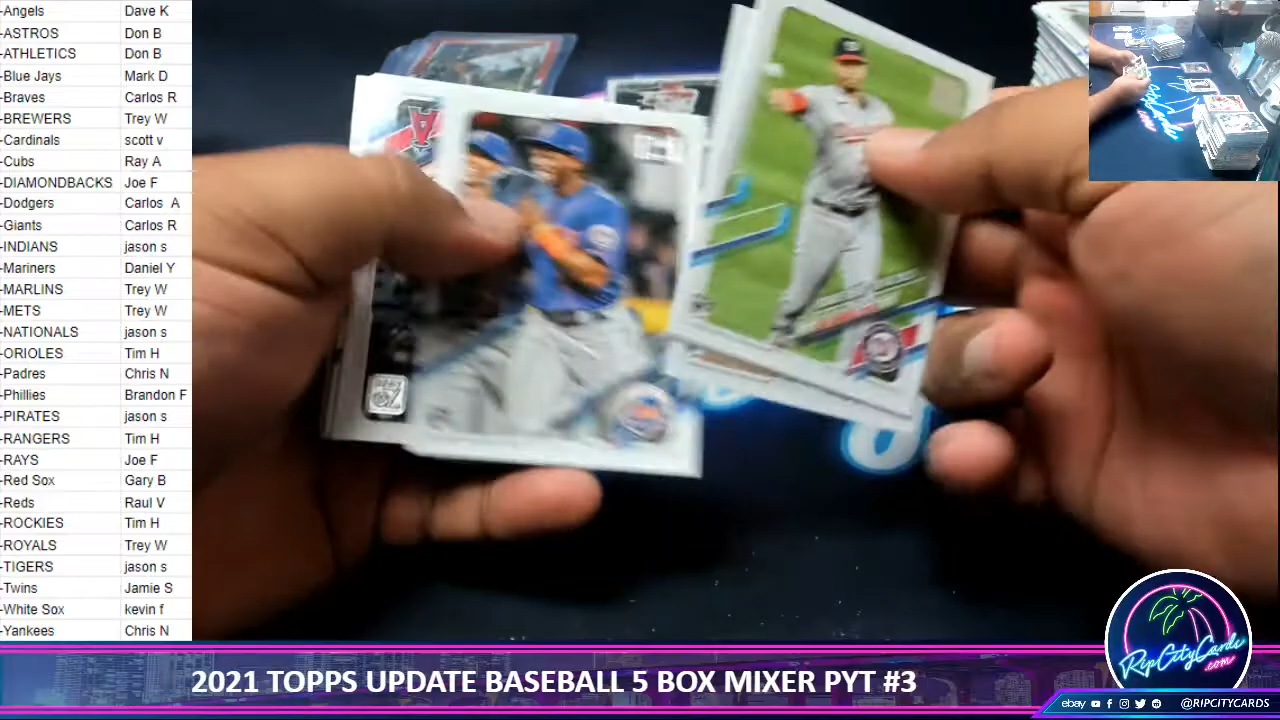 -Angels Dave K
-ASTROS Don B
-ATHLETICS Don B
-Blue Jays Mark D
-Braves Carlos R
-BREWERS Trey W
-Cardinals scott v
-Cubs Ray A
-DIAMONDBACKS Joe F
-Dodgers Carlos A
-Giants Carlos R
-INDIANS jason s
-Mariners Daniel Y
-MARLINS Trey W
-METS Trey W
-NATIONALS jason s
-ORIOLES Tim H
-Padres Chris N
-Phillies Brandon F
-PIRATES jason s
-RANGERS Tim H
-RAYS Joe F
-Red Sox Gary B
-Reds Raul V
-ROCKIES Tim H
-ROYALS Trey W
-TIGERS jason s
-Twins Jamie S
-White Sox kevin f
-Yankees Chris N
RipCityCards
.com
2021 TOPPS UPDATE BASEBALL 5 BOX MIXER PYT #3
ebay @RIPCITYCARDS